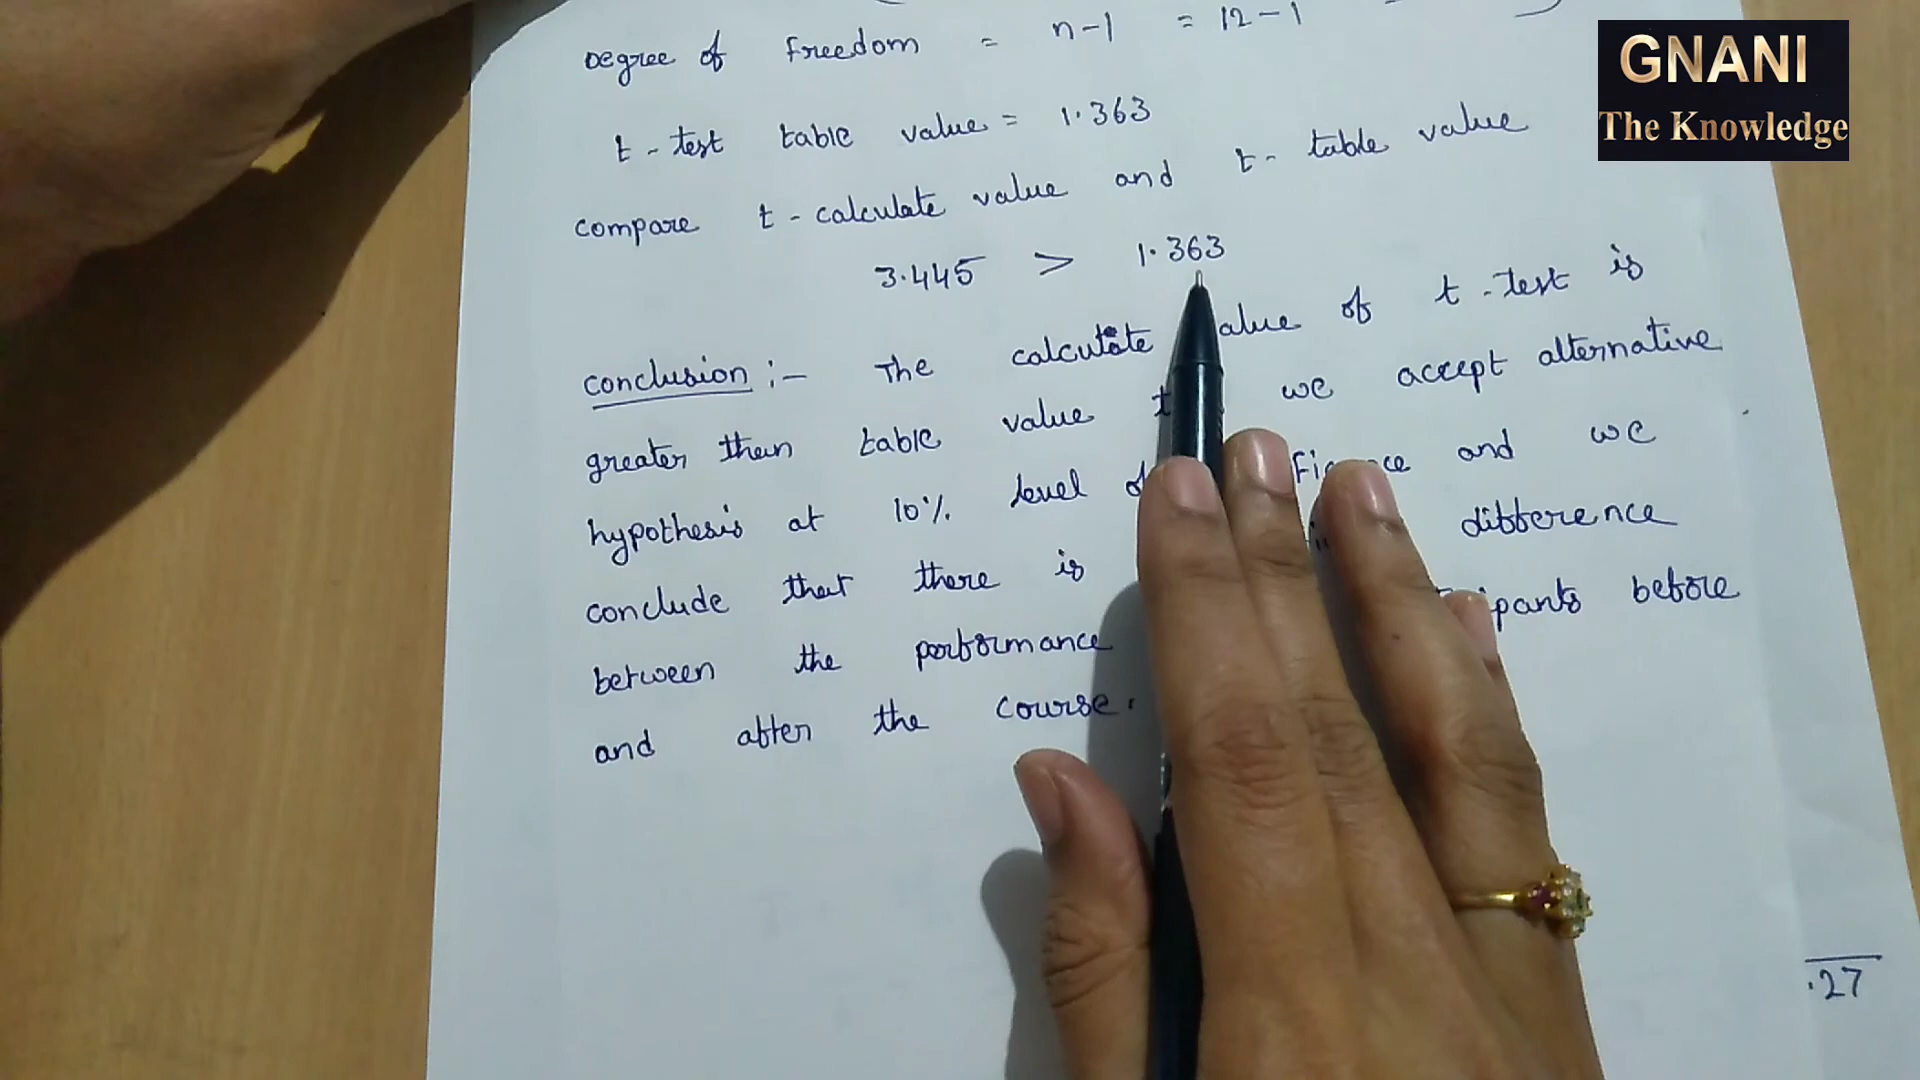 Degree of Freedom = n-1 = 12-1
t-test table value = 1.363
compare t-calculate value and t-table value
3.445 > 1.363
conclusion :- The calculate value of t-test is
greater then table value we accept alternative
hypothesis at 10% level of and we
conclude that there is difference
between the performance before
and after the course.
.27
GNANI
The Knowledge